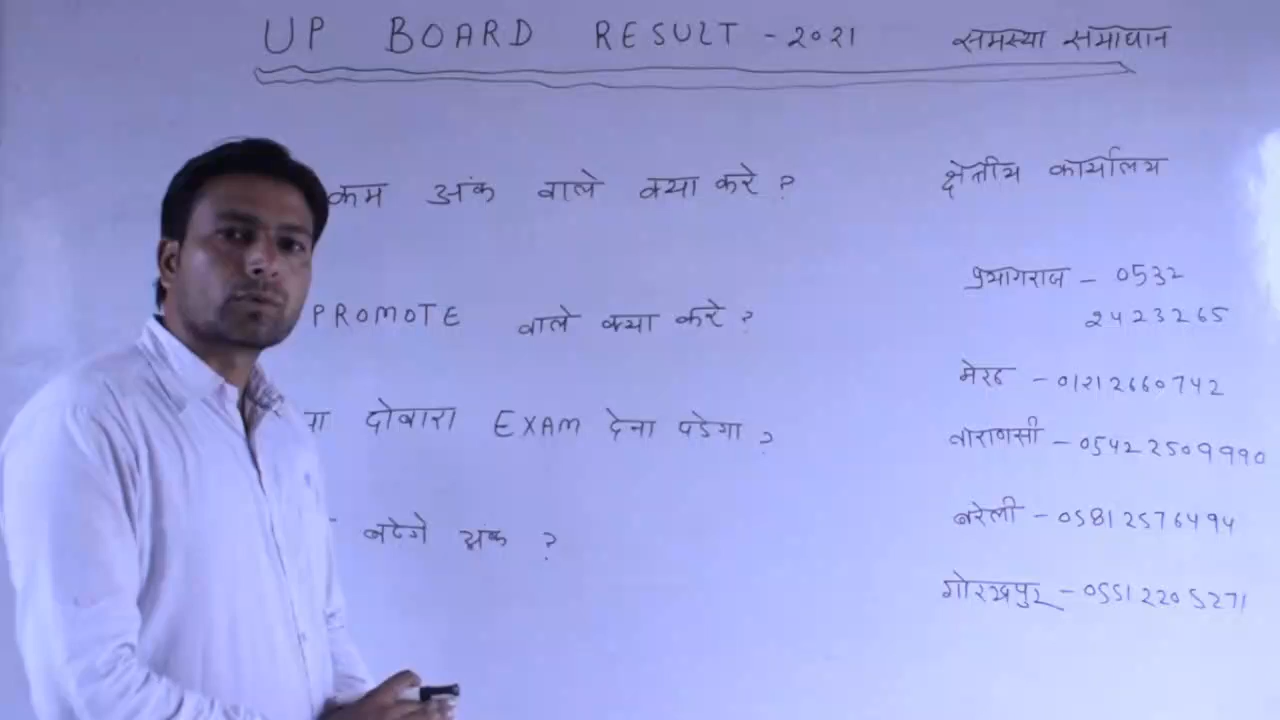 UP BOARD RESULT - २०२१ समस्या समाधान
कम अंक वाले क्या करे ?
PROMOTE वाले क्या करे ?
दोबारा EXAM देना पडेगा ?
बढेगे अंक ?
क्षेत्तीय कार्यालय
प्रयागराज - 0532
2423265
मेरठ - 01212660742
वाराणसी - 05422509990
बरेली - 05812576494
गोरखपुर - 05512205271